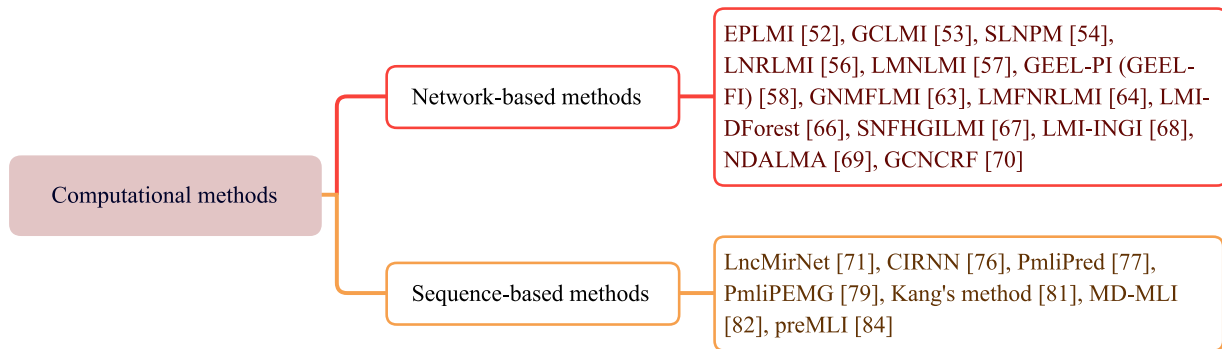 Computational methods
Network-based methods
EPLMI [52], GCLMI [53], SLNPM [54],
LNRLMI [56], LMNLMI [57], GEEL-PI (GEEL-
FI) [58], GNMFLMI [63], LMFNRLMI [64], LMI-
DForest [66], SNFHGILMI [67], LMI-INGI [68],
NDALMA [69], GCNCRF [70]
Sequence-based methods
LncMirNet [71], CIRNN [76], PmliPred [77],
PmliPEMG [79], Kang's method [81], MD-MLI
[82], preMLI [84]